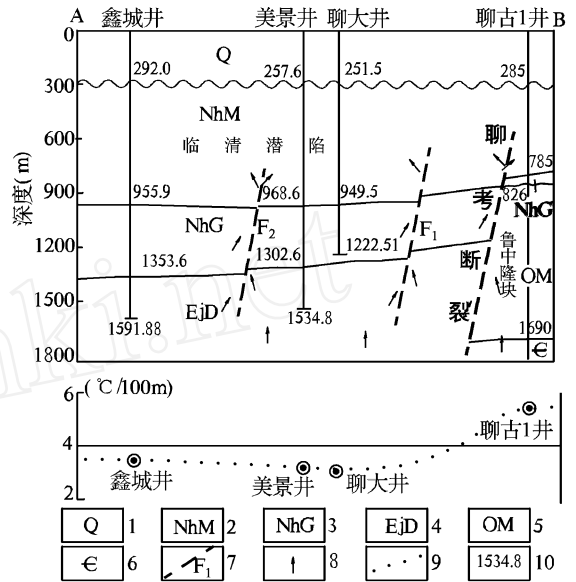 A 鑫城井 美景井 聊大井 聊古1井 B
0
300
600
900
1200
1500
1800
深度(m)
Q
292.0 257.6 251.5 285
NhM
临清潜陷
聊考断裂
785
955.9 968.6 949.5 826
NhG F2 F1 NhG
1353.6 1302.6 1222.51
鲁中隆块
OM
EjD
1591.88 1534.8 1690
Є
(℃/100m)
6
4
2
鑫城井 美景井 聊大井 聊古1井
Q 1 NhM 2 NhG 3 EjD 4 OM 5
Є 6 F1 7 ↑ 8 · · · · 9 1534.8 10